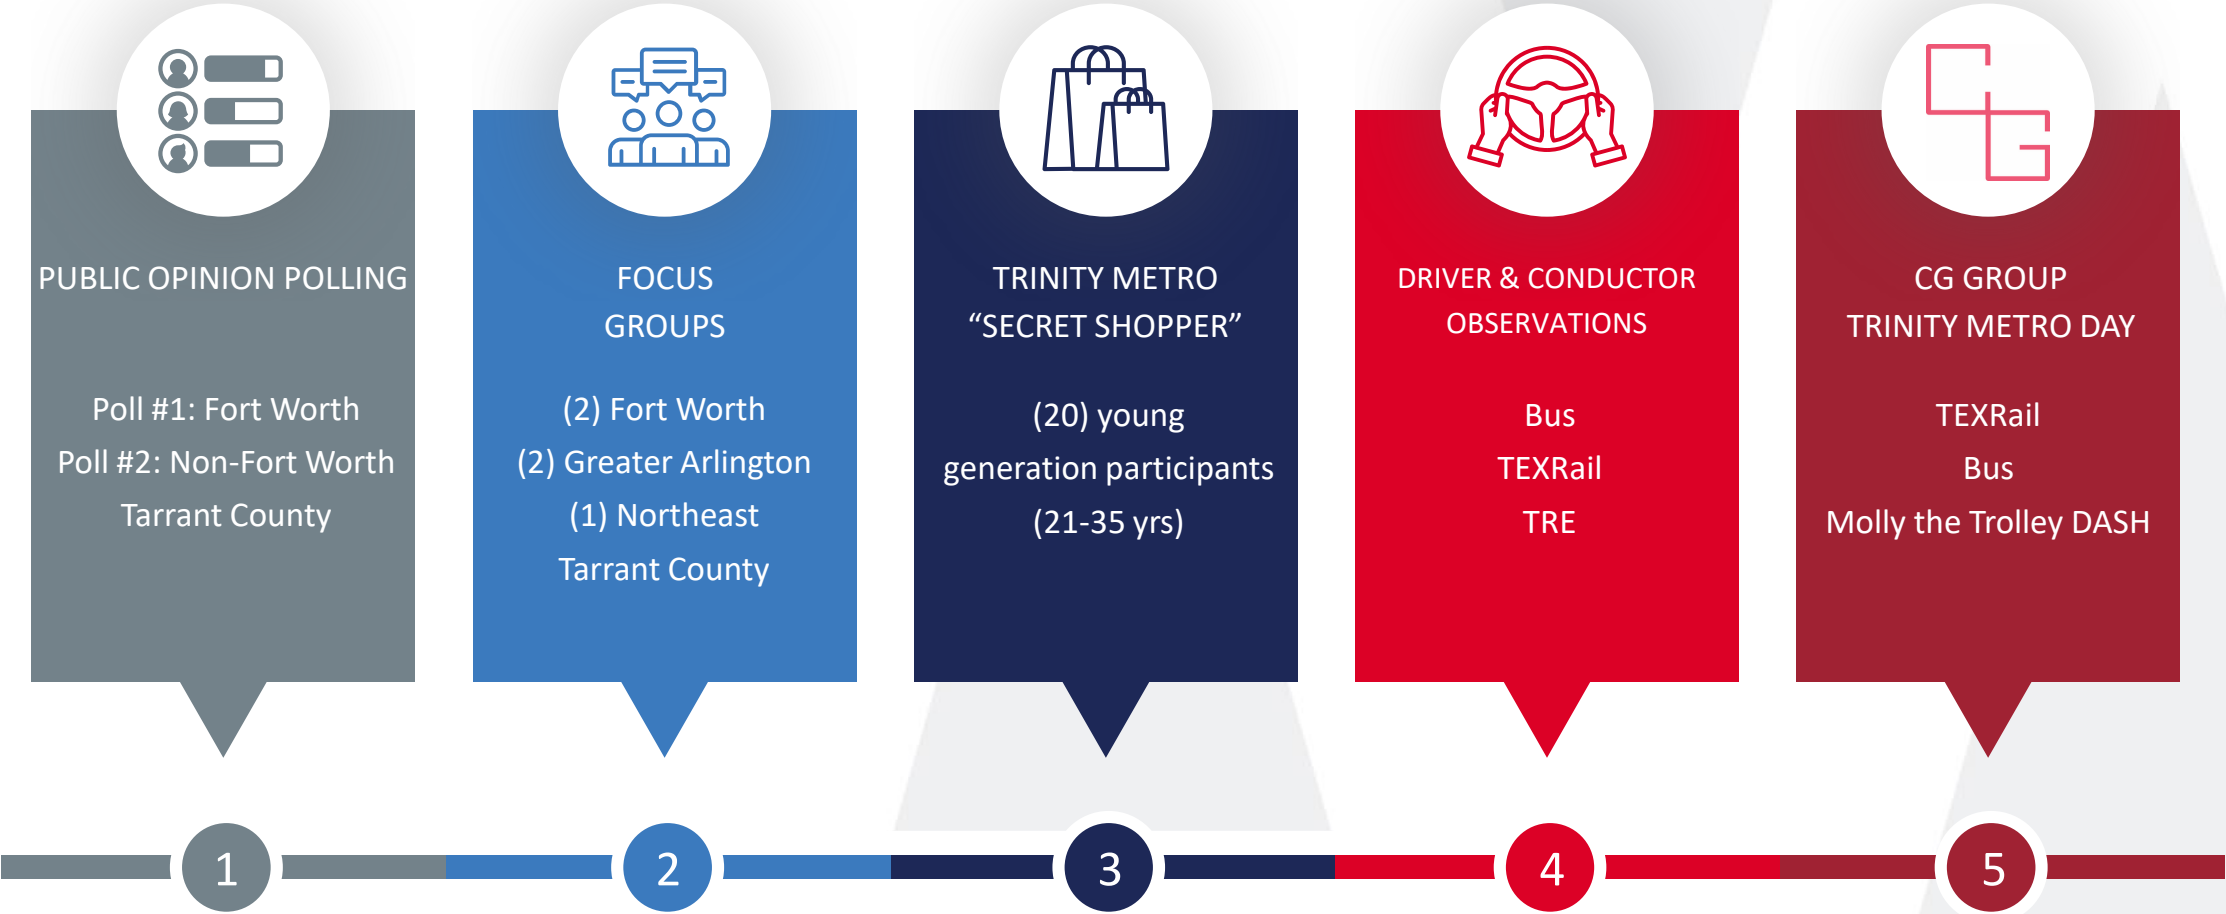 PUBLIC OPINION POLLING
Poll #1: Fort Worth
Poll #2: Non-Fort Worth
Tarrant County
1
FOCUS
GROUPS
(2) Fort Worth
(2) Greater Arlington
(1) Northeast
Tarrant County
2
TRINITY METRO
“SECRET SHOPPER”
(20) young
generation participants
(21-35 yrs)
3
DRIVER & CONDUCTOR
OBSERVATIONS
Bus
TEXRail
TRE
4
CG
CG GROUP
TRINITY METRO DAY
TEXRail
Bus
Molly the Trolley DASH
5